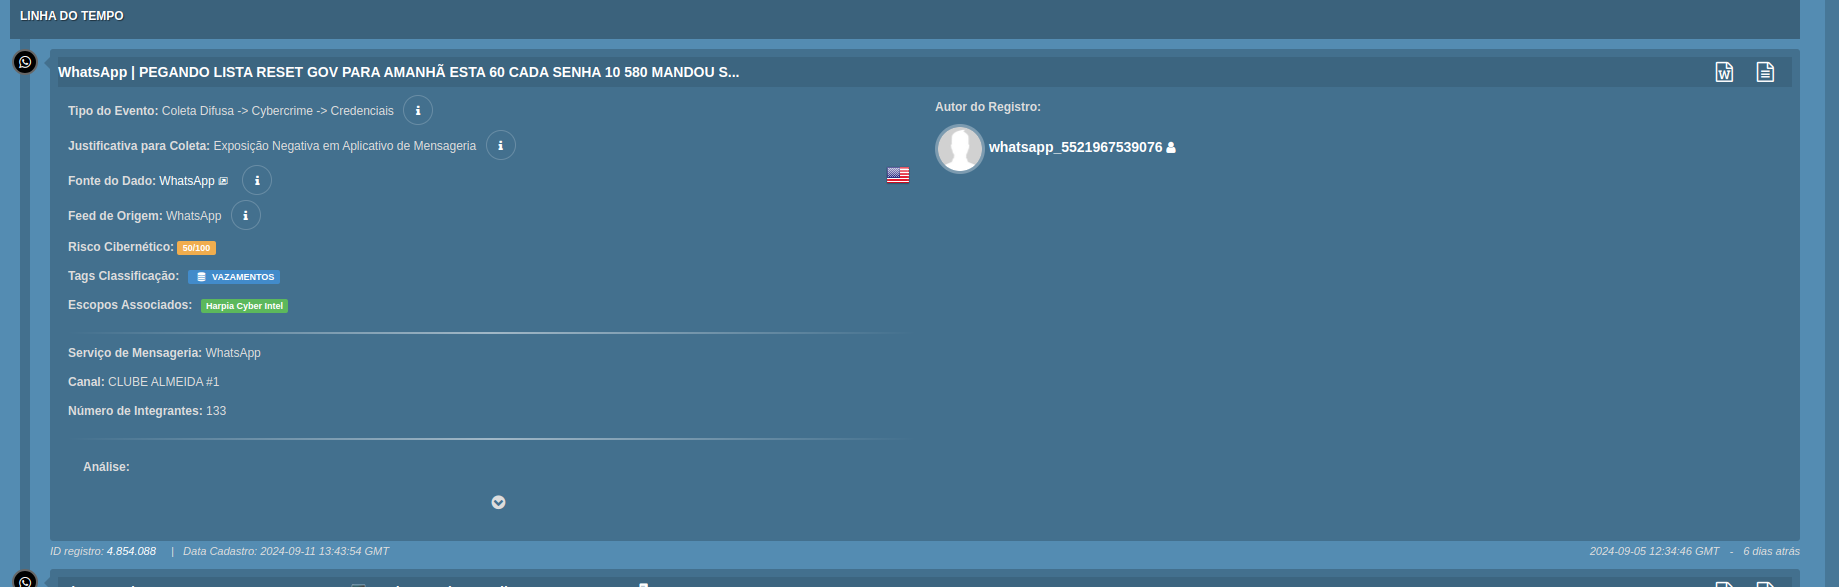 LINHA DO TEMPO
WhatsApp | PEGANDO LISTA RESET GOV PARA AMANHÃ ESTA 60 CADA SENHA 10 580 MANDOU S...
Tipo do Evento: Coleta Difusa -> Cybercrime -> Credenciais
Autor do Registro:
Justificativa para Coleta: Exposição Negativa em Aplicativo de Mensageria
whatsapp_5521967539076
Fonte do Dado: WhatsApp
Feed de Origem: WhatsApp
Risco Cibernético: 50/100
Tags Classificação: VAZAMENTOS
Escopos Associados: Harpia Cyber Intel
Serviço de Mensageria: WhatsApp
Canal: CLUBE ALMEIDA #1
Número de Integrantes: 133
Análise:
ID registro: 4.854.088 | Data Cadastro: 2024-09-11 13:43:54 GMT
2024-09-05 12:34:46 GMT - 6 dias atrás